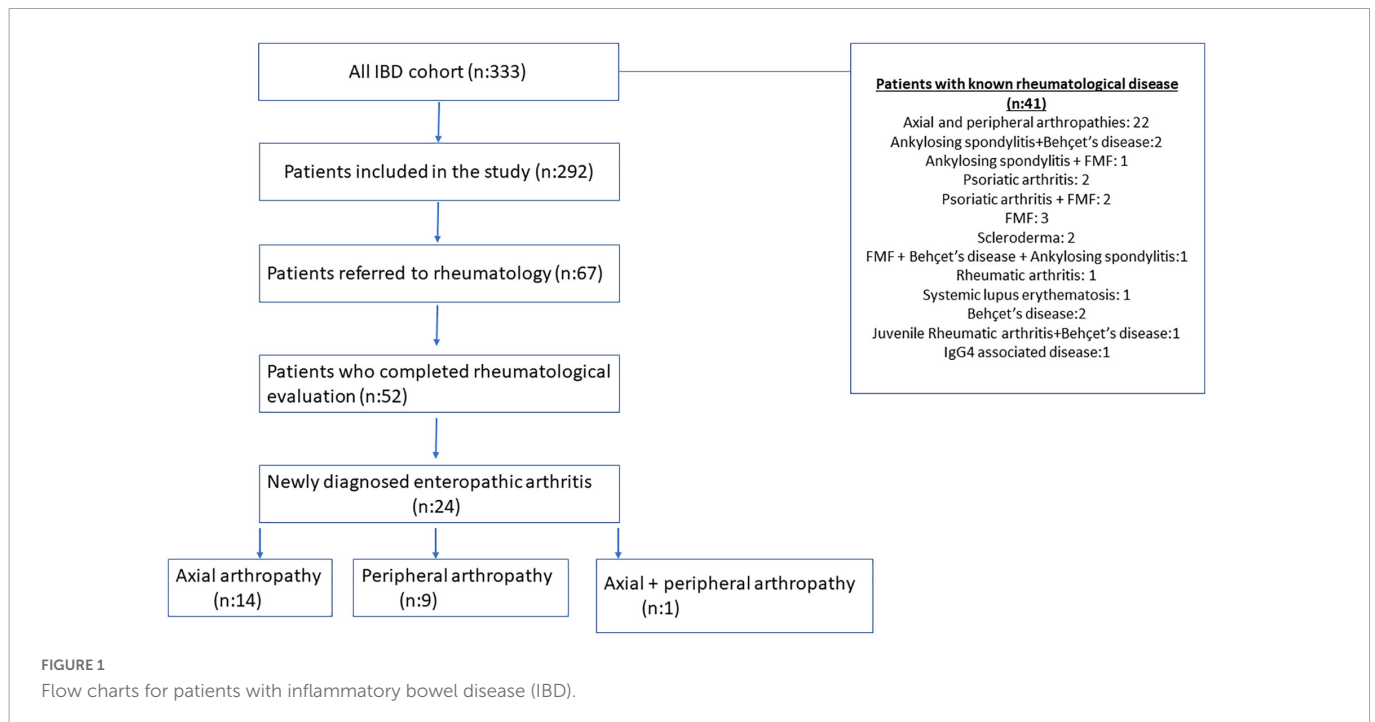 All IBD cohort (n:333)
Patients included in the study (n:292)
Patients referred to rheumatology (n:67)
Patients who completed rheumatological
evaluation (n:52)
Newly diagnosed enteropathic arthritis
(n:24)
Axial arthropathy
(n:14)
Peripheral arthropathy
(n:9)
Axial + peripheral arthropathy
(n:1)
Patients with known rheumatological disease
(n:41)
Axial and peripheral arthropathies: 22
Ankylosing spondylitis+Behçet’s disease:2
Ankylosing spondylitis + FMF: 1
Psoriatic arthritis: 2
Psoriatic arthritis + FMF: 2
FMF: 3
Scleroderma: 2
FMF + Behçet’s disease + Ankylosing spondylitis:1
Rheumatic arthritis: 1
Systemic lupus erythematosis: 1
Behçet’s disease:2
Juvenile Rheumatic arthritis+Behçet’s disease:1
IgG4 associated disease:1
FIGURE 1
Flow charts for patients with inflammatory bowel disease (IBD).